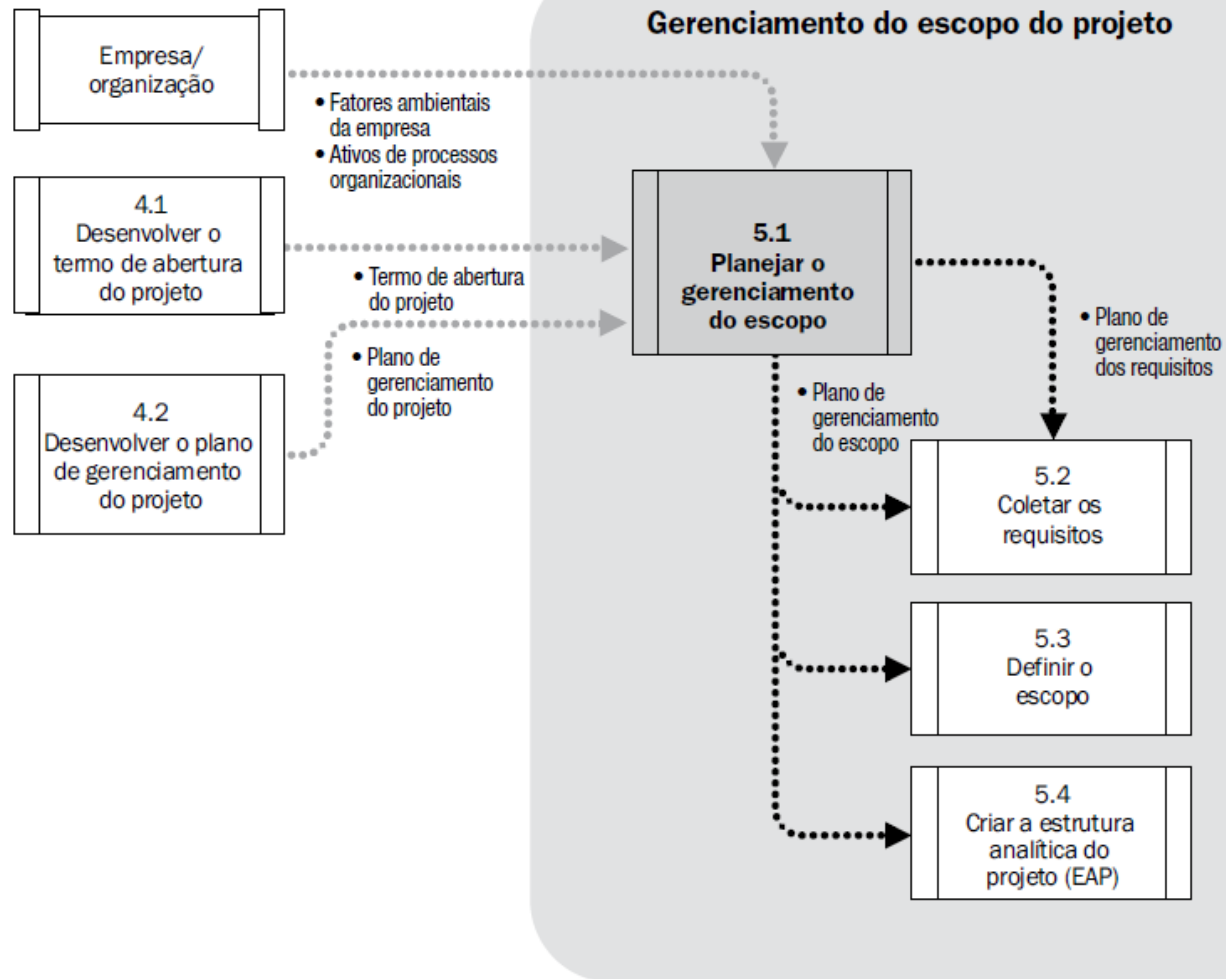 Gerenciamento do escopo do projeto
Empresa/
organização
• Fatores ambientais
da empresa
• Ativos de processos
organizacionais
4.1
Desenvolver o
termo de abertura
do projeto
• Termo de abertura
do projeto
5.1
Planejar o
gerenciamento
do escopo
• Plano de
gerenciamento
dos requisitos
4.2
Desenvolver o plano
de gerenciamento
do projeto
• Plano de
gerenciamento
do projeto
• Plano de
gerenciamento
do escopo
5.2
Coletar os
requisitos
5.3
Definir o
escopo
5.4
Criar a estrutura
analítica do
projeto (EAP)